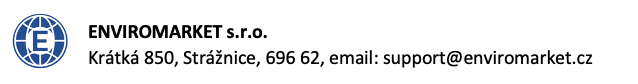 E
ENVIROMARKET s.r.o.
Krátká 850, Strážnice, 696 62, email: support@enviromarket.cz